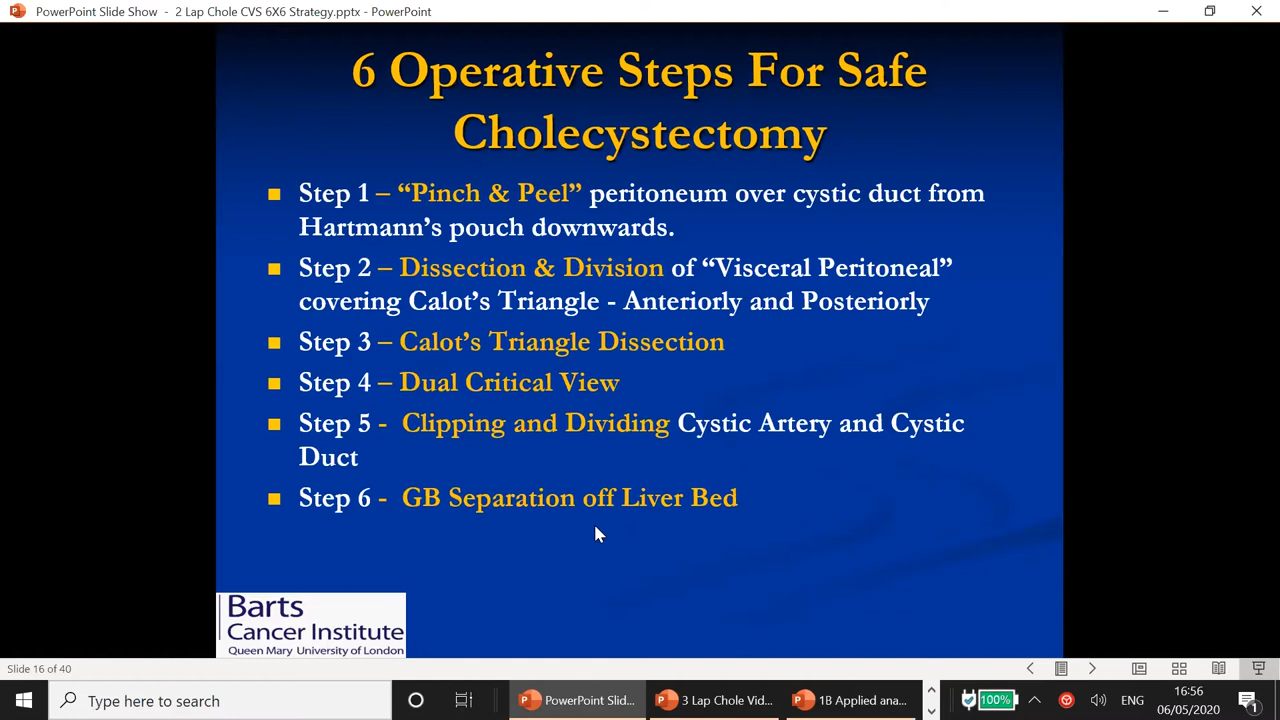 PowerPoint Slide Show - 2 Lap Chole CVS 6X6 Strategy.pptx - PowerPoint
6 Operative Steps For Safe
Cholecystectomy
Step 1 – “Pinch & Peel” peritoneum over cystic duct from
Hartmann’s pouch downwards.
Step 2 – Dissection & Division of “Visceral Peritoneal”
covering Calot’s Triangle - Anteriorly and Posteriorly
Step 3 – Calot’s Triangle Dissection
Step 4 – Dual Critical View
Step 5 - Clipping and Dividing Cystic Artery and Cystic
Duct
Step 6 - GB Separation off Liver Bed
Barts
Cancer Institute
Queen Mary University of London
Slide 16 of 40
Type here to search
PowerPoint Slid...
3 Lap Chole Vid...
1B Applied ana...
100%
ENG
16:56
06/05/2020
1